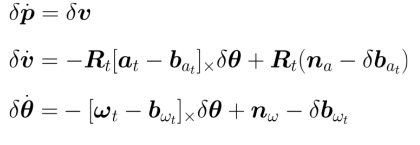 δṗ = δv
δv̇ = −R_t[a_t − b_{a_t}]_×δθ + R_t(n_a − δb_{a_t})
δθ̇ = − [ω_t − b_{ω_t}]_×δθ + n_ω − δb_{ω_t}